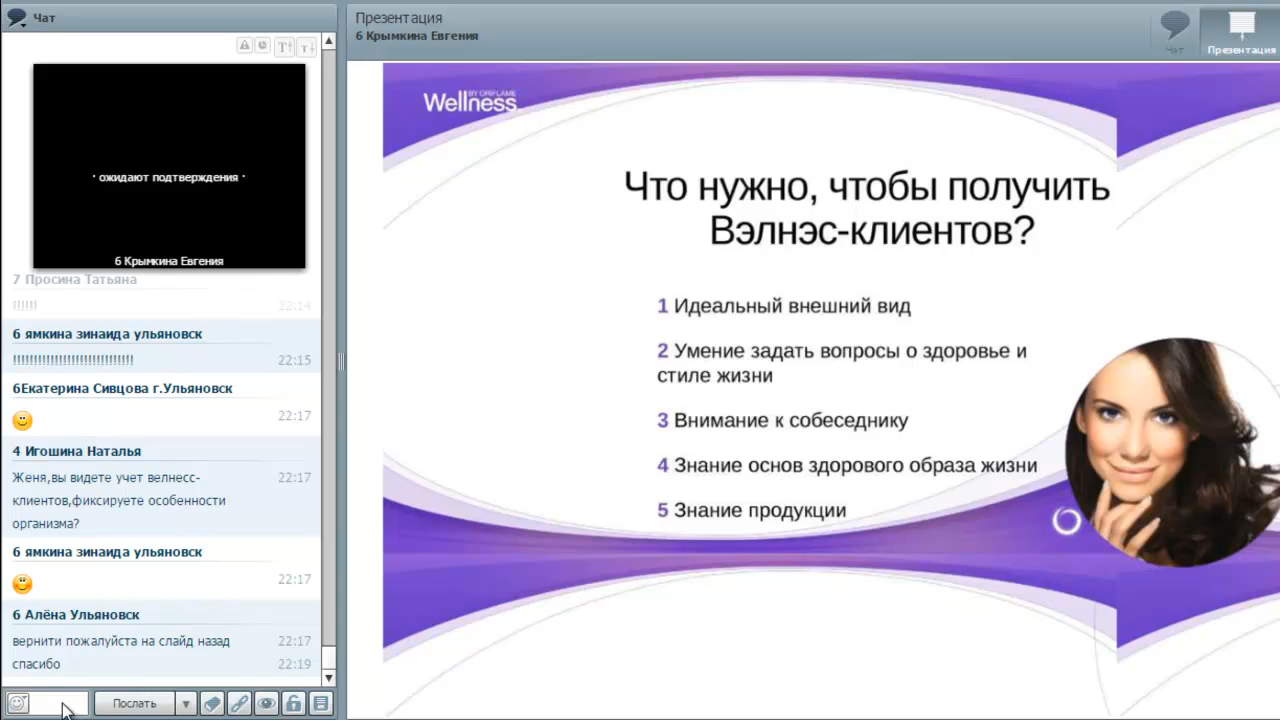 Чат
· ожидают подтверждения ·
6 Крымкина Евгения
7 Просина Татьяна
!!!!!! 22:14
6 ямкина зинаида ульяновск
!!!!!!!!!!!!!!!!!!!!!!!!!!!!! 22:15
6Екатерина Сивцова г.Ульяновск
22:17
4 Игошина Наталья
Женя,вы видете учет велнесс- 22:17
клиентов,фиксируете особенности
организма?
6 ямкина зинаида ульяновск
22:17
6 Алёна Ульяновск
вернити пожалуйста на слайд назад 22:17
спасибо 22:19
Послать
Презентация
6 Крымкина Евгения
Чат
Презентация
BY ORIFLAME
Wellness
Что нужно, чтобы получить
Вэлнэс-клиентов?
1 Идеальный внешний вид
2 Умение задать вопросы о здоровье и
стиле жизни
3 Внимание к собеседнику
4 Знание основ здорового образа жизни
5 Знание продукции